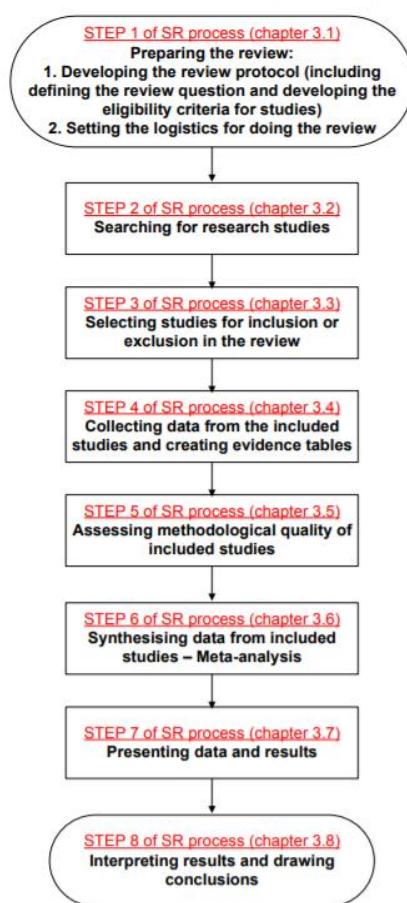 STEP 1 of SR process (chapter 3.1)
Preparing the review:
1. Developing the review protocol (including
defining the review question and developing the
eligibility criteria for studies)
2. Setting the logistics for doing the review
STEP 2 of SR process (chapter 3.2)
Searching for research studies
STEP 3 of SR process (chapter 3.3)
Selecting studies for inclusion or
exclusion in the review
STEP 4 of SR process (chapter 3.4)
Collecting data from the included
studies and creating evidence tables
STEP 5 of SR process (chapter 3.5)
Assessing methodological quality of
included studies
STEP 6 of SR process (chapter 3.6)
Synthesising data from included
studies – Meta-analysis
STEP 7 of SR process (chapter 3.7)
Presenting data and results
STEP 8 of SR process (chapter 3.8)
Interpreting results and drawing
conclusions